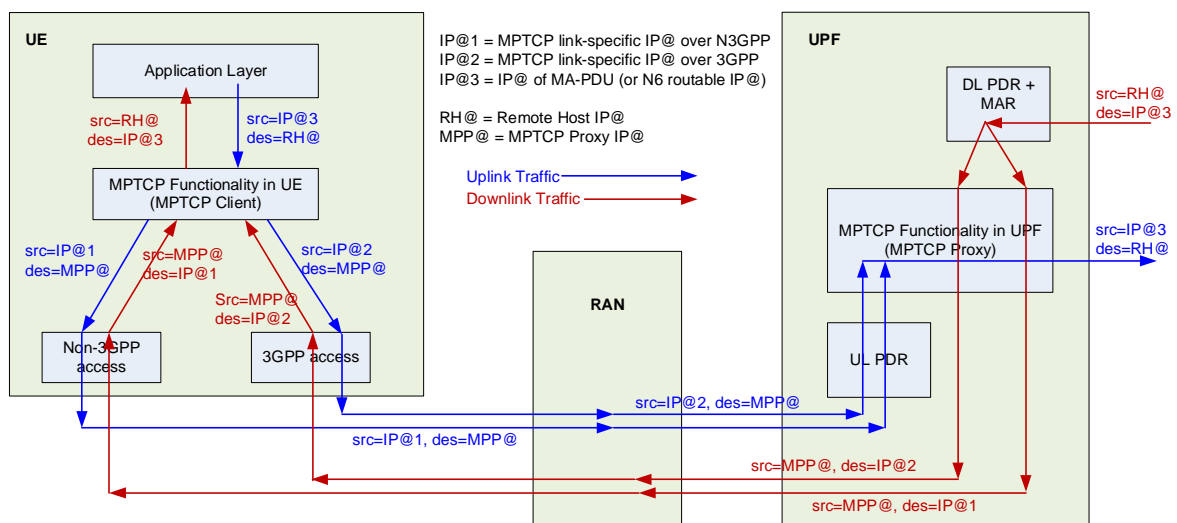 UE
Application Layer
src=RH@
des=IP@3
src=IP@3
des=RH@
MPTCP Functionality in UE
(MPTCP Client)
src=IP@1
des=MPP@
src=MPP@
des=IP@1
src=IP@2
des=MPP@
Src=MPP@
des=IP@2
Non-3GPP
access
3GPP access
IP@1 = MPTCP link-specific IP@ over N3GPP
IP@2 = MPTCP link-specific IP@ over 3GPP
IP@3 = IP@ of MA-PDU (or N6 routable IP@)
RH@ = Remote Host IP@
MPP@ = MPTCP Proxy IP@
Uplink Traffic
Downlink Traffic
RAN
UPF
DL PDR +
MAR
src=RH@
des=IP@3
MPTCP Functionality in UPF
(MPTCP Proxy)
src=IP@3
des=RH@
UL PDR
src=IP@2, des=MPP@
src=IP@1, des=MPP@
src=MPP@, des=IP@2
src=MPP@, des=IP@1